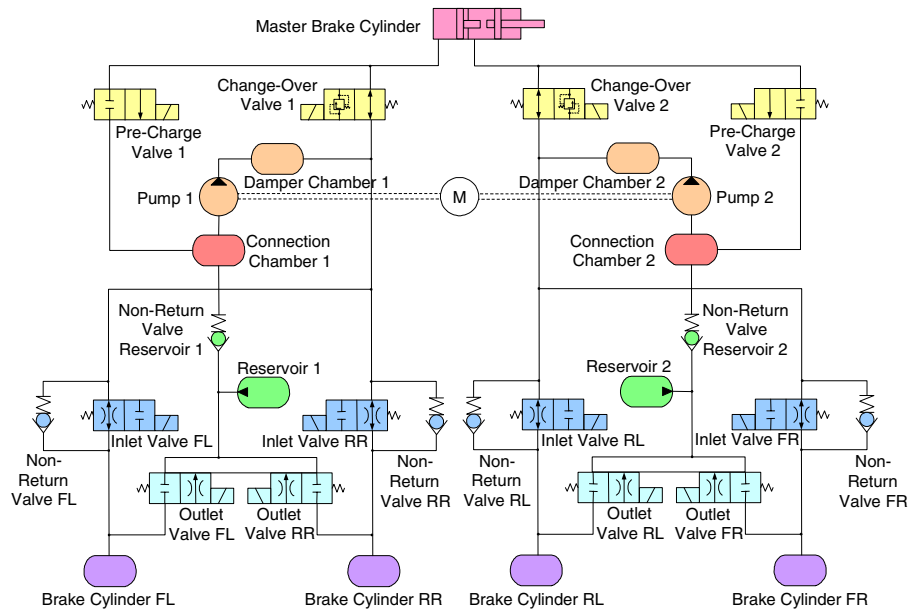 Master Brake Cylinder
Change-Over
Valve 1
Change-Over
Valve 2
Pre-Charge
Valve 1
Pre-Charge
Valve 2
Damper Chamber 1
Damper Chamber 2
Pump 1
M
Pump 2
Connection
Chamber 1
Connection
Chamber 2
Non-Return
Valve
Reservoir 1
Non-Return
Valve
Reservoir 2
Reservoir 1
Reservoir 2
Inlet Valve FL
Inlet Valve RR
Inlet Valve RL
Inlet Valve FR
Non-
Return
Valve FL
Non-
Return
Valve RR
Non-
Return
Valve RL
Non-
Return
Valve FR
Outlet
Valve FL
Outlet
Valve RR
Outlet
Valve RL
Outlet
Valve FR
Brake Cylinder FL
Brake Cylinder RR
Brake Cylinder RL
Brake Cylinder FR